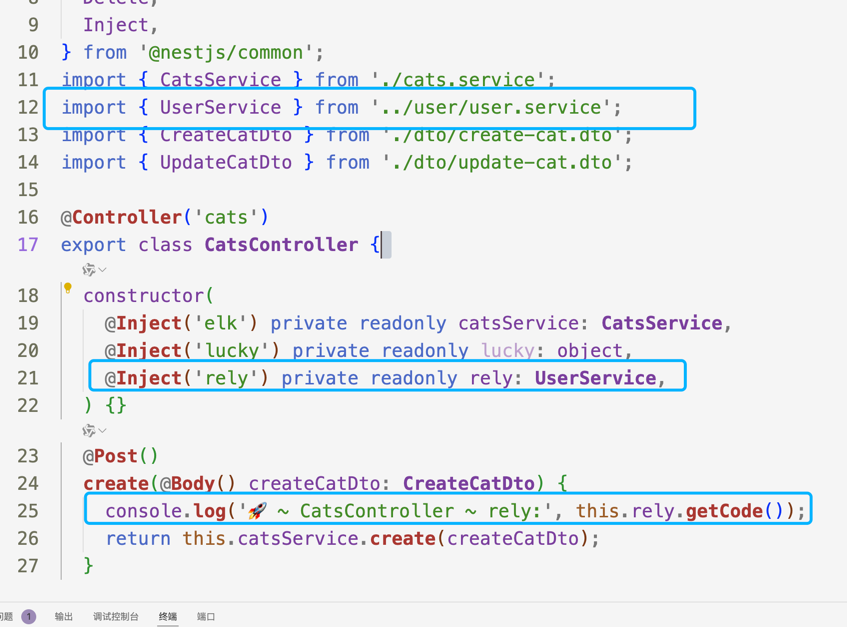 8 Delete,
9 Inject,
10 } from '@nestjs/common';
11 import { CatsService } from './cats.service';
12 import { UserService } from '../user/user.service';
13 import { CreateCatDto } from './dto/create-cat.dto';
14 import { UpdateCatDto } from './dto/update-cat.dto';
15
16 @Controller('cats')
17 export class CatsController {
18 constructor(
19 @Inject('elk') private readonly catsService: CatsService,
20 @Inject('lucky') private readonly lucky: object,
21 @Inject('rely') private readonly rely: UserService,
22 ) {}
23 @Post()
24 create(@Body() createCatDto: CreateCatDto) {
25 console.log('🚀 ~ CatsController ~ rely:', this.rely.getCode());
26 return this.catsService.create(createCatDto);
27 }
问题 1 输出 调试控制台 终端 端口